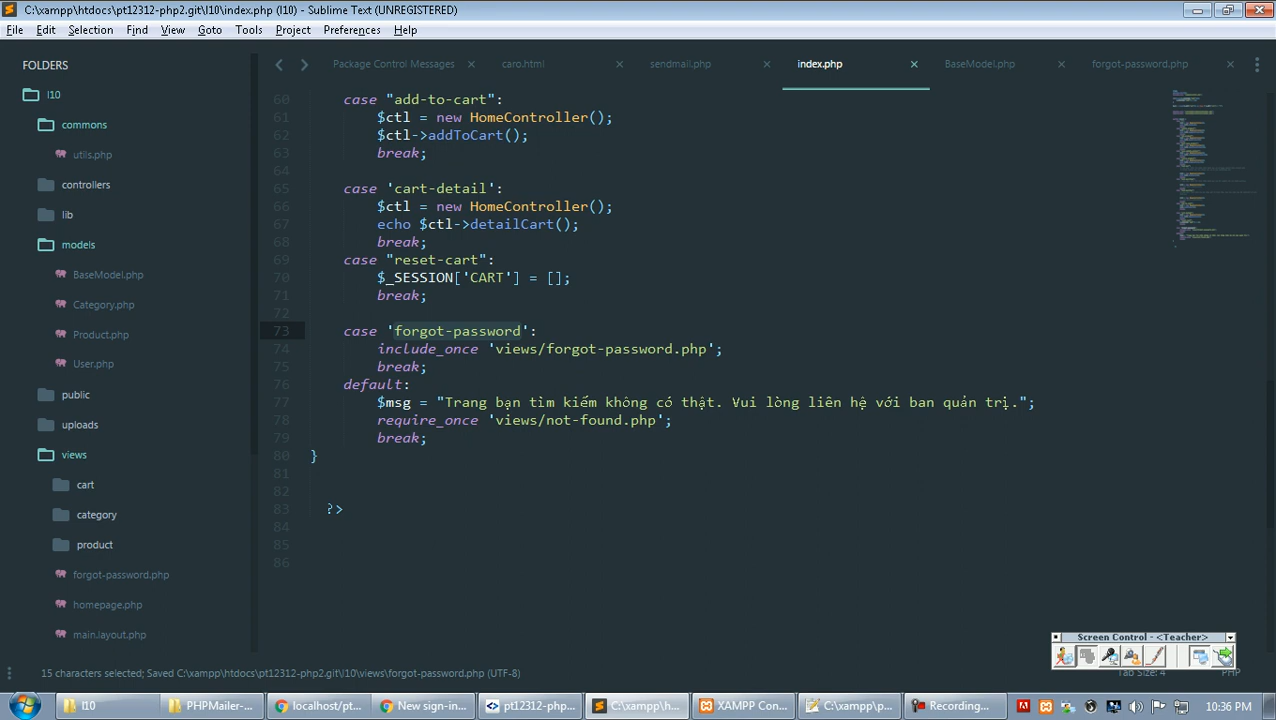 C:\xampp\htdocs\pt12312-php2.git\l10\index.php (l10) - Sublime Text (UNREGISTERED)
File Edit Selection Find View Goto Tools Project Preferences Help
FOLDERS
l10
commons
utils.php
controllers
lib
models
BaseModel.php
Category.php
Product.php
User.php
public
uploads
views
cart
category
product
forgot-password.php
homepage.php
main.layout.php
Package Control Messages caro.html sendmail.php index.php BaseModel.php forgot-password.php
60 case "add-to-cart":
61 $ctl = new HomeController();
62 $ctl->addToCart();
63 break;
64
65 case 'cart-detail':
66 $ctl = new HomeController();
67 echo $ctl->detailCart();
68 break;
69 case "reset-cart":
70 $_SESSION['CART'] = [];
71 break;
72
73 case 'forgot-password':
74 include_once 'views/forgot-password.php';
75 break;
76 default:
77 $msg = "Trang bạn tìm kiếm không có thật. Vui lòng liên hệ với ban quản trị.";
78 require_once 'views/not-found.php';
79 break;
80 }
81
82
83 ?>
84
85
86
Screen Control - <Teacher>
15 characters selected; Saved C:\xampp\htdocs\pt12312-php2.git\l10\views\forgot-password.php (UTF-8)
Tab Size: 4 PHP
l10 PHPMailer-... localhost/pt... New sign-in... pt12312-php... C:\xampp\h... XAMPP Con... C:\xampp\p... Recording... 10:36 PM